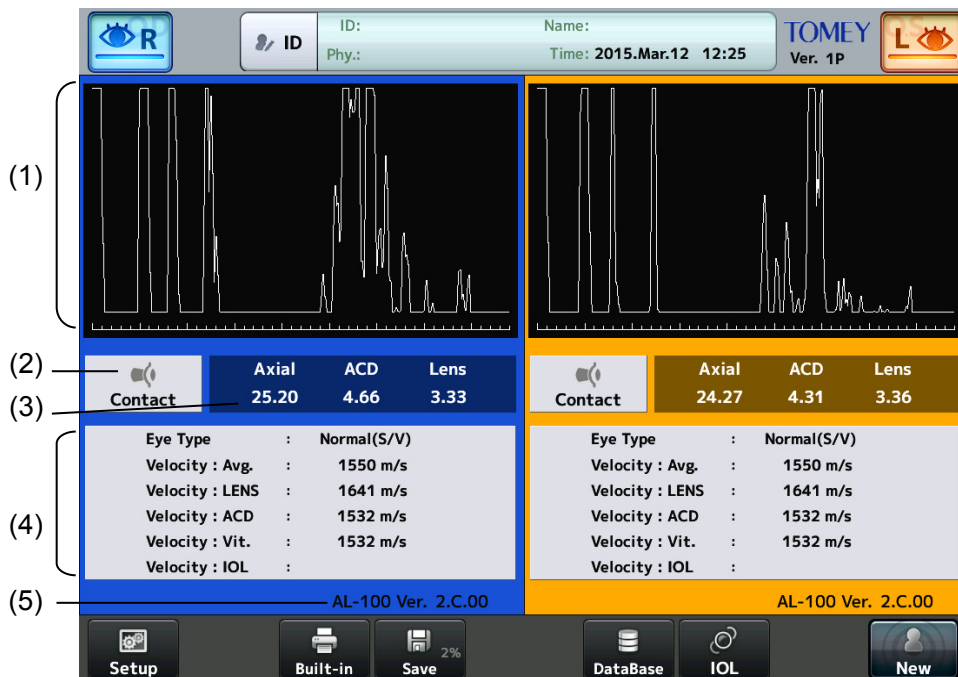 OD
R
ID
ID:
Name:
Phy.:
Time: 2015.Mar.12 12:25
TOMEY
Ver. 1P
OS
L
(1)
(2)
(3)
Contact
Axial ACD Lens
25.20 4.66 3.33
Contact
Axial ACD Lens
24.27 4.31 3.36
(4)
Eye Type : Normal(S/V)
Velocity : Avg. : 1550 m/s
Velocity : LENS : 1641 m/s
Velocity : ACD : 1532 m/s
Velocity : Vit. : 1532 m/s
Velocity : IOL :
Eye Type : Normal(S/V)
Velocity : Avg. : 1550 m/s
Velocity : LENS : 1641 m/s
Velocity : ACD : 1532 m/s
Velocity : Vit. : 1532 m/s
Velocity : IOL :
(5)
AL-100 Ver. 2.C.00
AL-100 Ver. 2.C.00
Setup
Built-in
Save
2%
DataBase
IOL
New